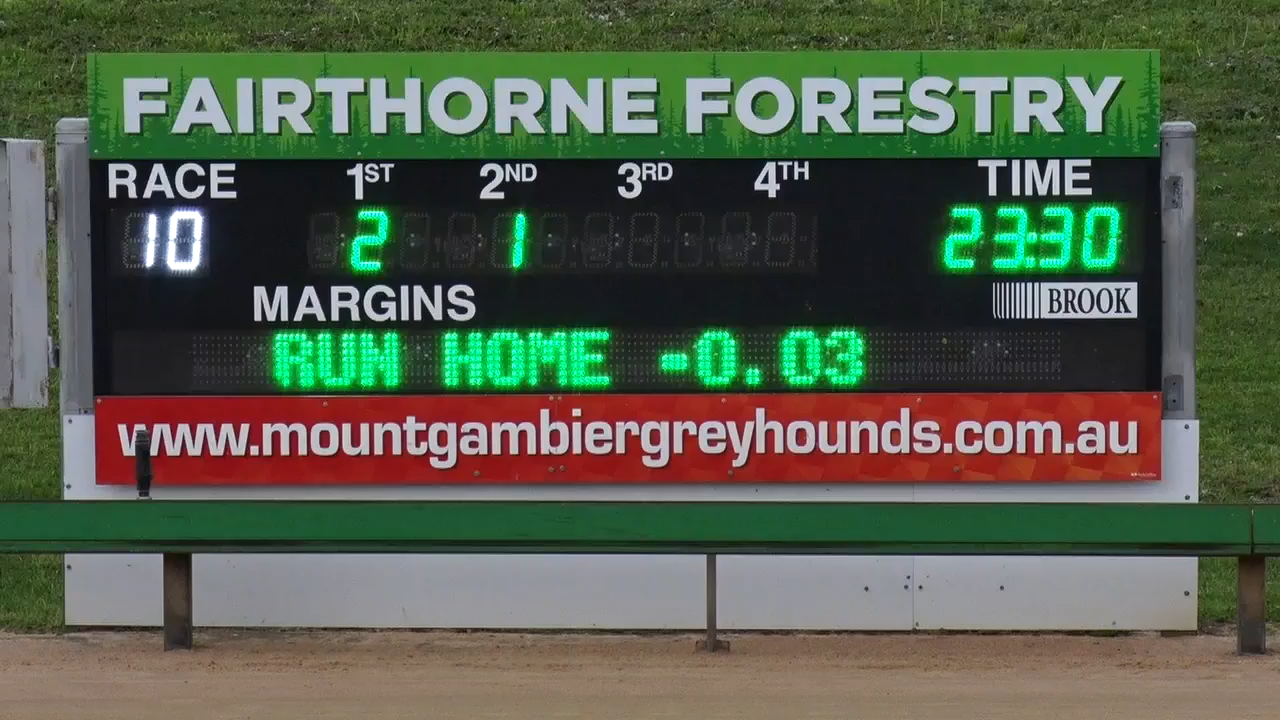 FAIRTHORNE FORESTRY
RACE 1ST 2ND 3RD 4TH TIME
10 2 1 23:30
MARGINS BROOK
RUN HOME -0.03
www.mountgambiergreyhounds.com.au